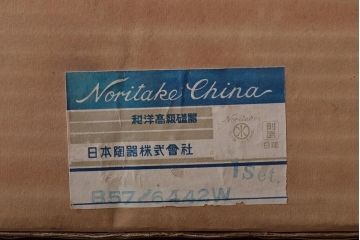 Noritake China
和洋高級磁器
Noritake
日本陶器株式會社
1 Set.
B57/6442W